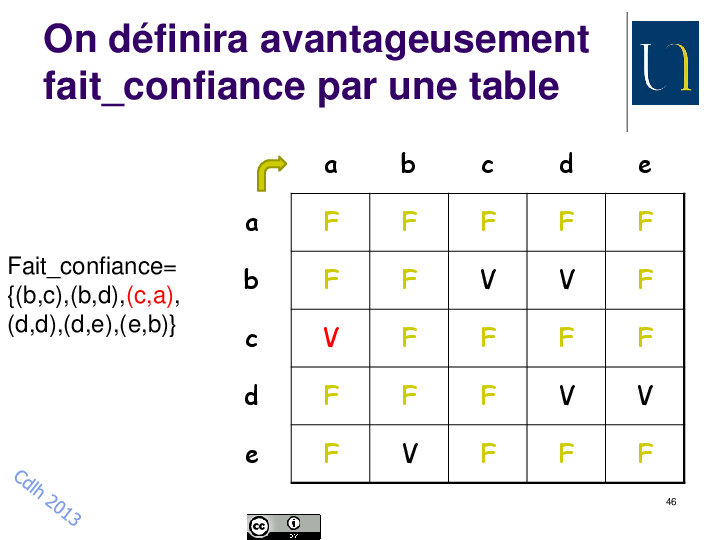 On définira avantageusement
fait_confiance par une table
a b c d e
a F F F F F
Fait_confiance=
{(b,c),(b,d),(c,a),
(d,d),(d,e),(e,b)}
b F F V V F
c V F F F F
d F F F V V
e F V F F F
Cdlh 2013
46
cc BY